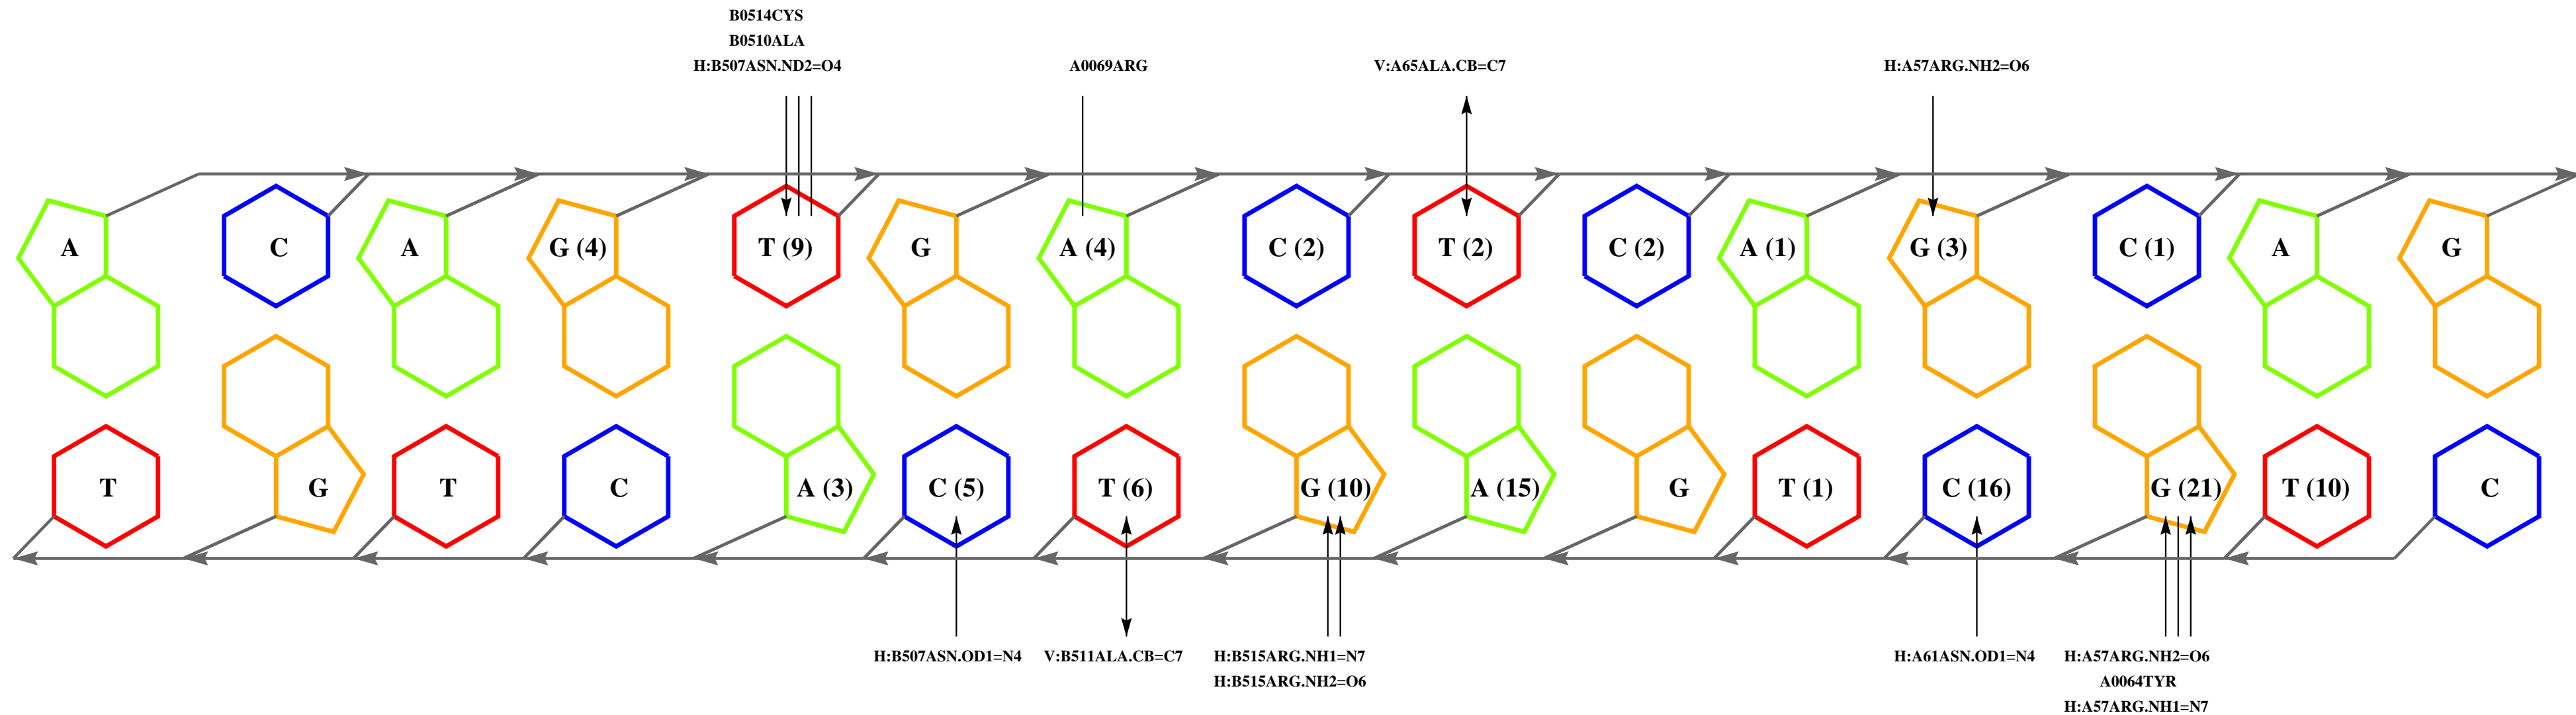 B0514CYS
B0510ALA
H:B507ASN.ND2=O4 A0069ARG V:A65ALA.CB=C7 H:A57ARG.NH2=O6
A C A G (4) T (9) G A (4) C (2) T (2) C (2) A (1) G (3) C (1) A G
T G T C A (3) C (5) T (6) G (10) A (15) G T (1) C (16) G (21) T (10) C
H:B507ASN.OD1=N4 V:B511ALA.CB=C7 H:B515ARG.NH1=N7 H:A61ASN.OD1=N4 H:A57ARG.NH2=O6
H:B515ARG.NH2=O6 A0064TYR
H:A57ARG.NH1=N7